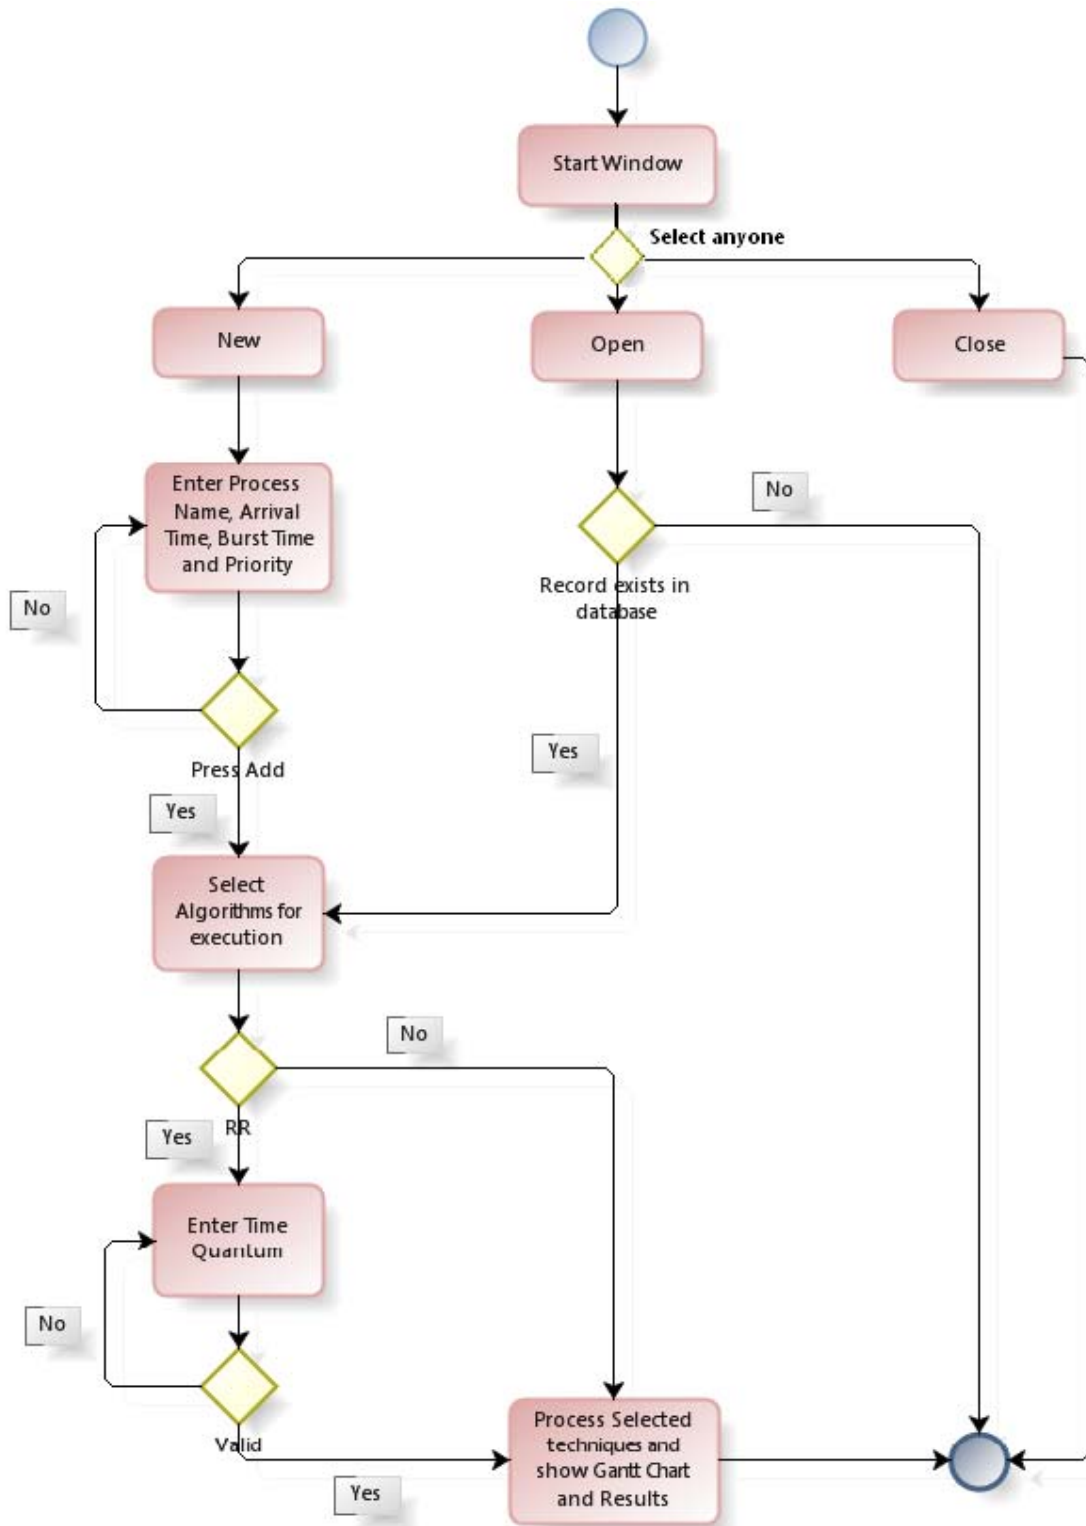 Start Window
Select anyone
New
Open
Close
Enter Process
Name, Arrival
Time, Burst Time
and Priority
No
No
Record exists in
database
Press Add
Yes
Yes
Select
Algorithms for
execution
No
RR
Yes
Enter Time
Quantum
No
Valid
Yes
Process Selected
techniques and
show Gantt Chart
and Results